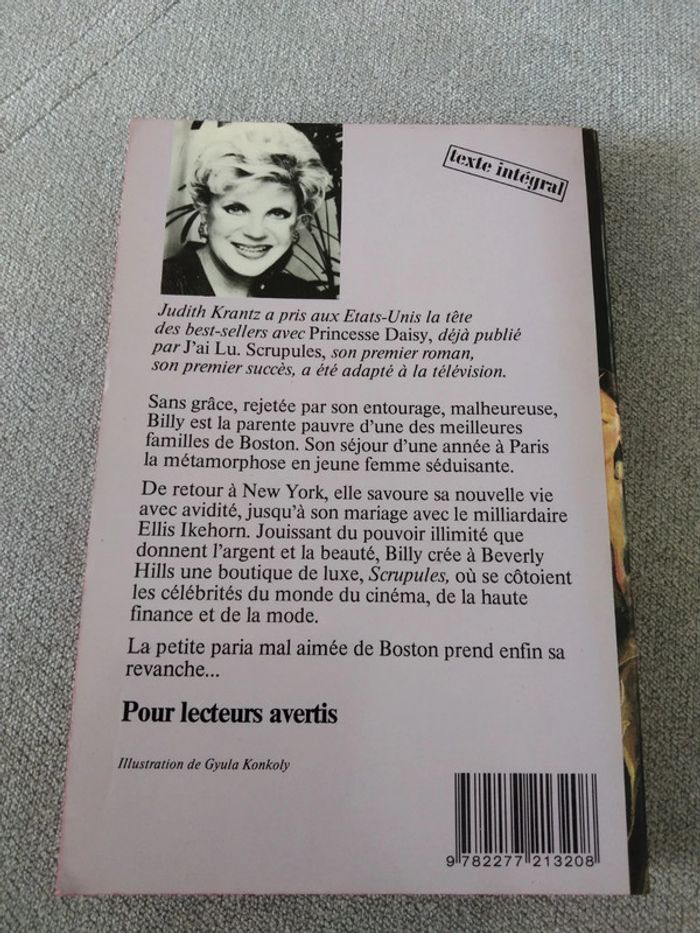 texte intégral
Judith Krantz a pris aux Etats-Unis la tête
des best-sellers avec Princesse Daisy, déjà publié
par J'ai Lu. Scrupules, son premier roman,
son premier succès, a été adapté à la télévision.
Sans grâce, rejetée par son entourage, malheureuse,
Billy est la parente pauvre d'une des meilleures
familles de Boston. Son séjour d'une année à Paris
la métamorphose en jeune femme séduisante.
De retour à New York, elle savoure sa nouvelle vie
avec avidité, jusqu'à son mariage avec le milliardaire
Ellis Ikehorn. Jouissant du pouvoir illimité que
donnent l'argent et la beauté, Billy crée à Beverly
Hills une boutique de luxe, Scrupules, où se côtoient
les célébrités du monde du cinéma, de la haute
finance et de la mode.
La petite paria mal aimée de Boston prend enfin sa
revanche...
Pour lecteurs avertis
Illustration de Gyula Konkoly
9 782277 213208